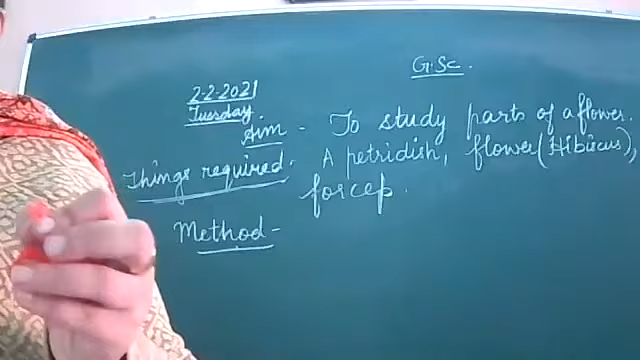 G.Sc.
2-2-2021
Tuesday.
Aim - To study parts of a flower.
Things required. A petridish, flower (Hibiscus),
forcep.
Method -